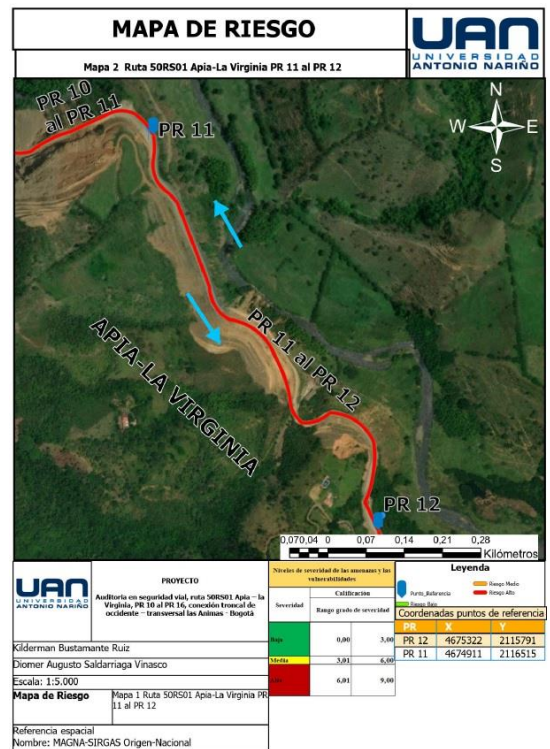 MAPA DE RIESGO
Mapa 2 Ruta 50RS01 Apia-La Virginia PR 11 al PR 12
UAN
UNIVERSIDAD
ANTONIO NARIÑO
N
W E
S
PR 10
al PR 11
PR 11
PR 11 al PR 12
APIA-LA VIRGINIA
PR 12
0,070,04 0 0,07 0,14 0,21 0,28
Kilómetros
UAN
UNIVERSIDAD
ANTONIO NARIÑO
PROYECTO
Auditoria en seguridad vial, ruta 50RS01 Apia – la
Virginia, PR 10 al PR 16, conexión troncal de
occidente – transversal las Animas - Bogotá
Kilderman Bustamante Ruiz
Diomer Augusto Saldarriaga Vinasco
Escala: 1:5.000
Mapa de Riesgo
Mapa 1 Ruta 50RS01 Apia-La Virginia PR
11 al PR 12
Referencia espacial
Nombre: MAGNA-SIRGAS Origen-Nacional
Niveles de severidad de las amenazas y las
vulnerabilidades
Severidad
Calificación
Rango grado de severidad
Baja 0,00 3,00
Media 3,01 6,00
6,01 9,00
Leyenda
Punto_Referencia
Riesgo Medio
Riesgo Bajo
Riesgo Alto
Coordenadas puntos de referencia
PR X Y
PR 12 4675322 2115791
PR 11 4674911 2116515